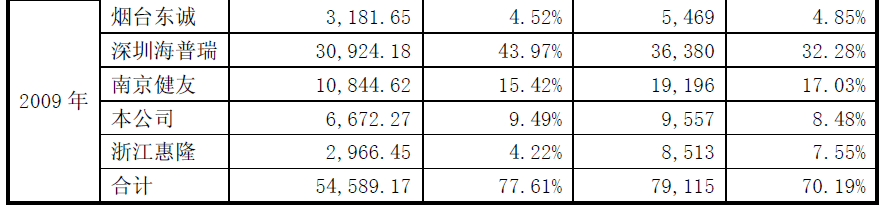 烟台东诚 3,181.65 4.52% 5,469 4.85%
深圳海普瑞 30,924.18 43.97% 36,380 32.28%
南京健友 10,844.62 15.42% 19,196 17.03%
2009 年
本公司 6,672.27 9.49% 9,557 8.48%
浙江惠隆 2,966.45 4.22% 8,513 7.55%
合计 54,589.17 77.61% 79,115 70.19%